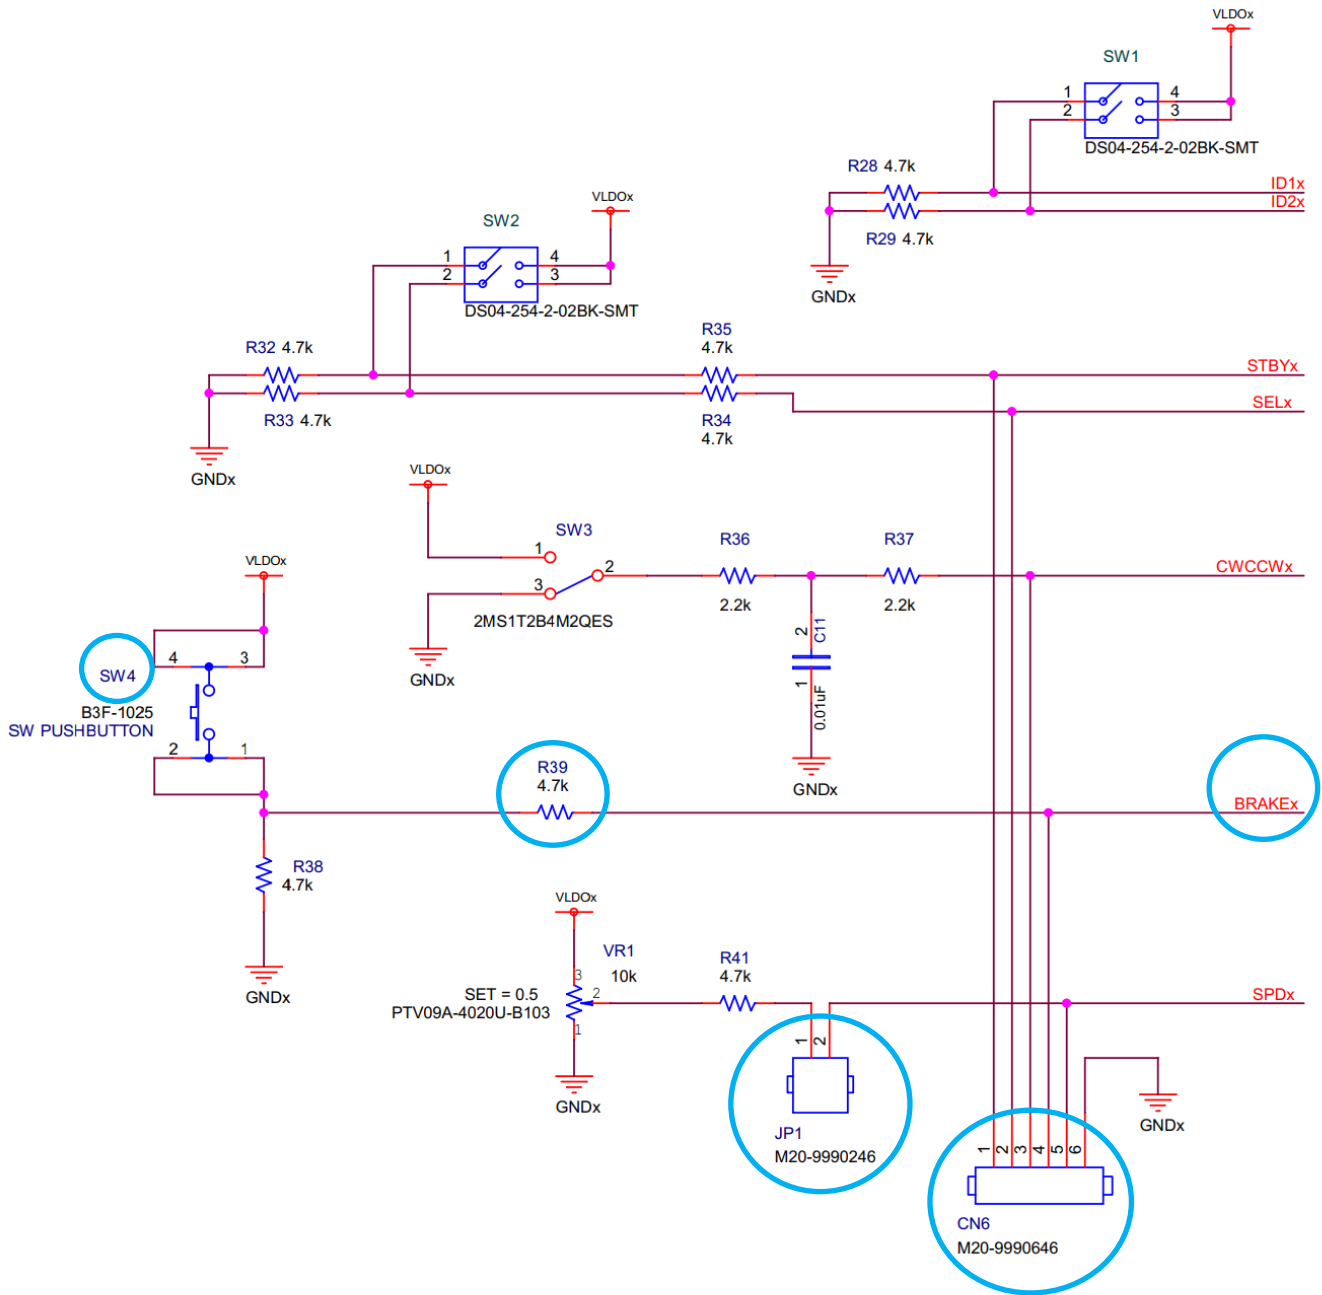 VLDOx
SW1
1 4
2 3
DS04-254-2-02BK-SMT
R28 4.7k
ID1x
ID2x
R29 4.7k
GNDx
VLDOx
SW2
1 4
2 3
DS04-254-2-02BK-SMT
R32 4.7k
R35
4.7k
STBYx
R33 4.7k
R34
4.7k
SELx
GNDx
VLDOx
SW3
1
2
3
2MS1T2B4M2QES
GNDx
R36
2.2k
R37
2.2k
CWCCWx
2
C11
1
0.01uF
GNDx
VLDOx
4 3
SW4
B3F-1025
SW PUSHBUTTON
2 1
R39
4.7k
BRAKEx
R38
4.7k
GNDx
VLDOx
VR1
10k
3
2
1
SET = 0.5
PTV09A-4020U-B103
GNDx
R41
4.7k
SPDx
1 2
JP1
M20-9990246
GNDx
1 2 3 4 5 6
CN6
M20-9990646